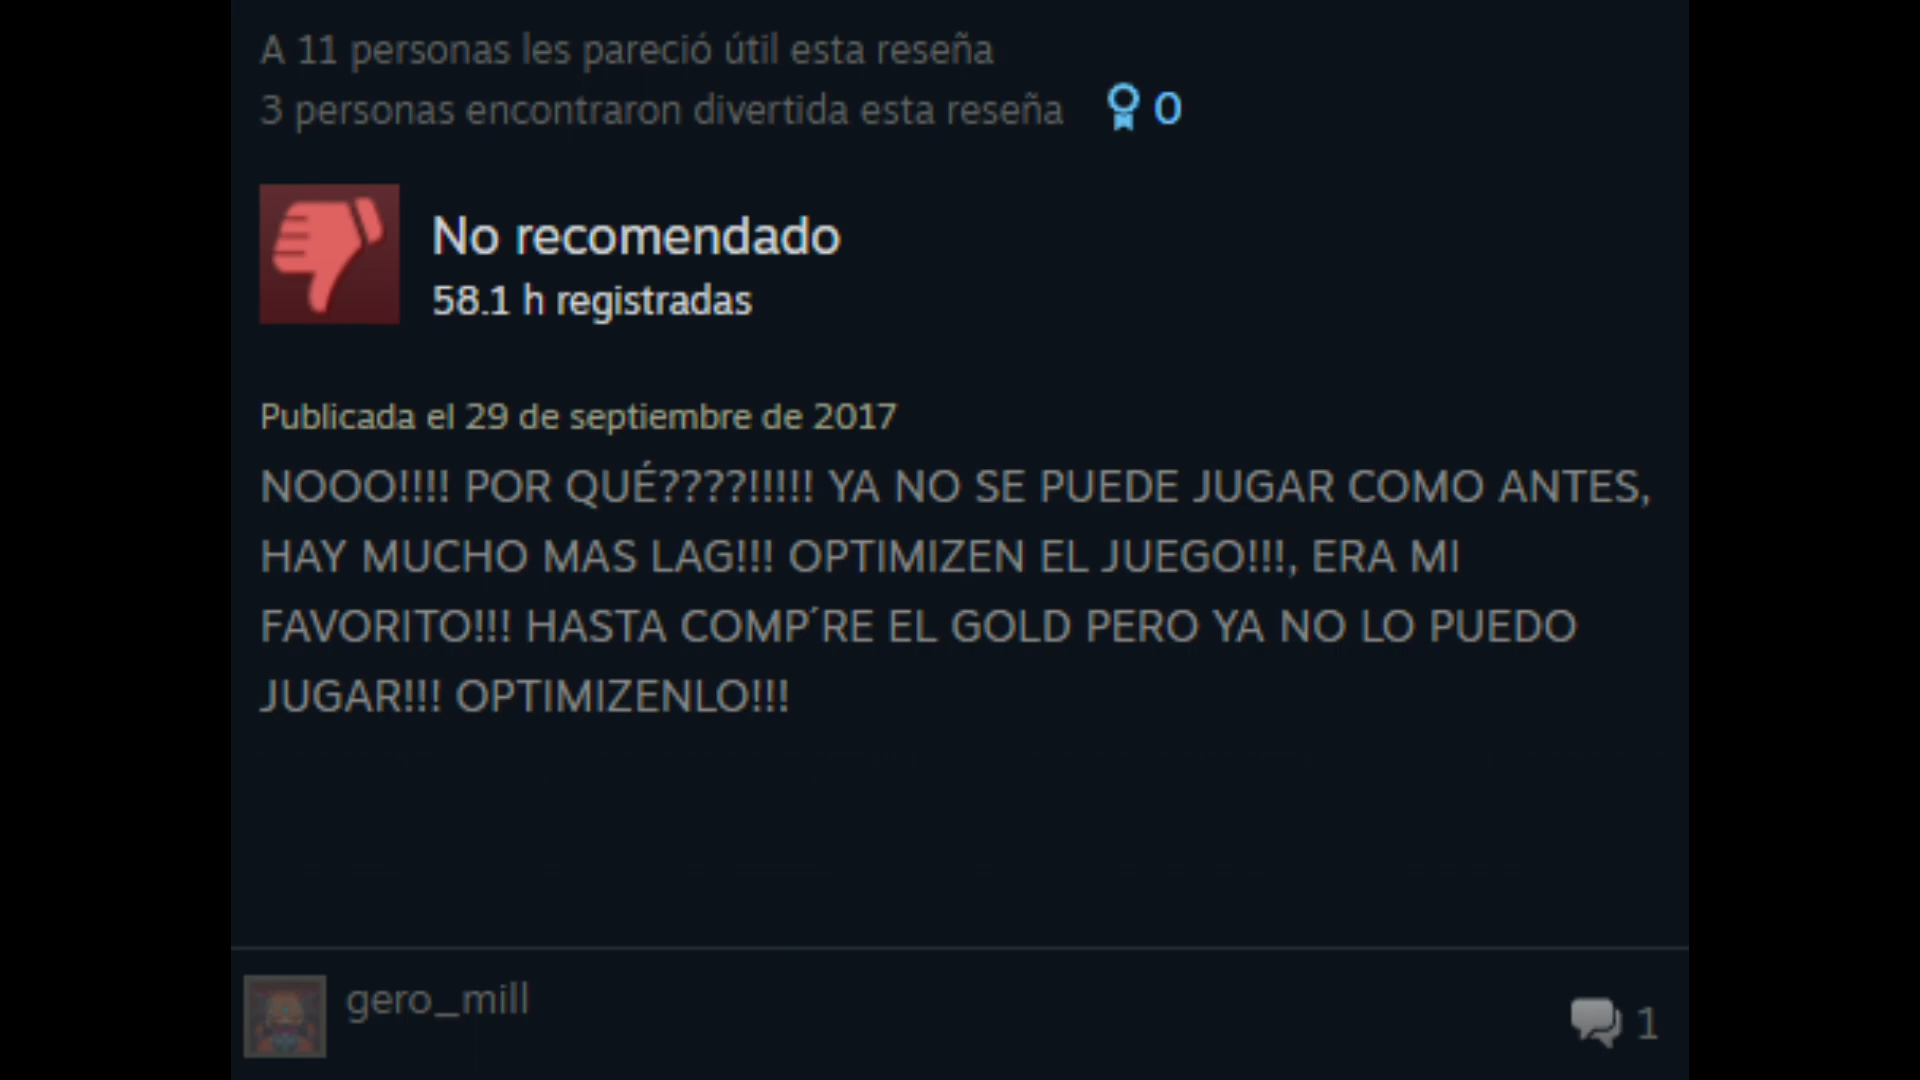 A 11 personas les pareció útil esta reseña
3 personas encontraron divertida esta reseña 0
No recomendado
58.1 h registradas
Publicada el 29 de septiembre de 2017
NOOO!!!! POR QUÉ????!!!!! YA NO SE PUEDE JUGAR COMO ANTES,
HAY MUCHO MAS LAG!!! OPTIMIZEN EL JUEGO!!!, ERA MI
FAVORITO!!! HASTA COMP´RE EL GOLD PERO YA NO LO PUEDO
JUGAR!!! OPTIMIZENLO!!!
gero_mill
1